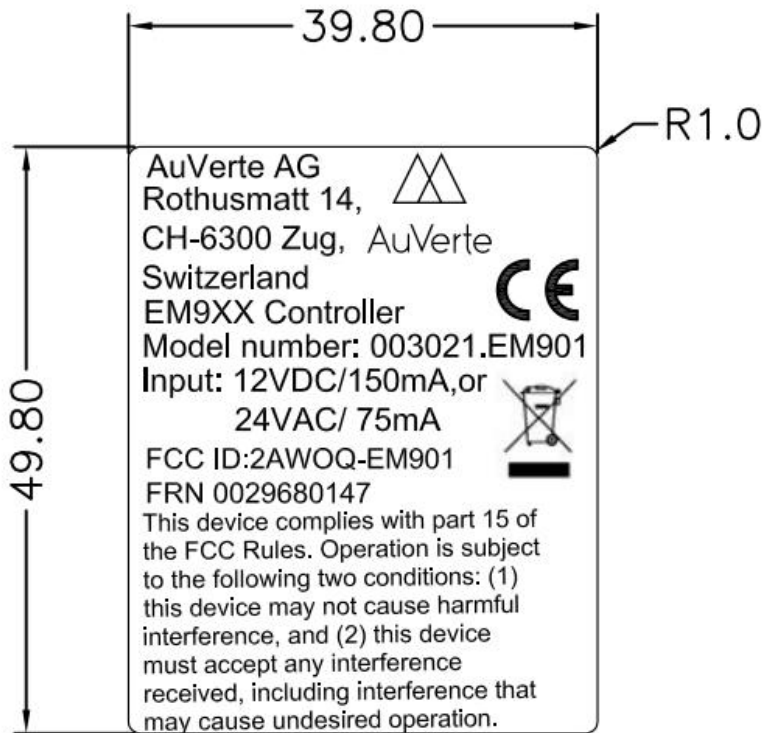 39.80
R1.0
49.80
AuVerte AG
Rothusmatt 14,
CH-6300 Zug,
AuVerte
Switzerland
CE
EM9XX Controller
Model number: 003021.EM901
Input: 12VDC/150mA,or
24VAC/ 75mA
FCC ID:2AWOQ-EM901
FRN 0029680147
This device complies with part 15 of
the FCC Rules. Operation is subject
to the following two conditions: (1)
this device may not cause harmful
interference, and (2) this device
must accept any interference
received, including interference that
may cause undesired operation.